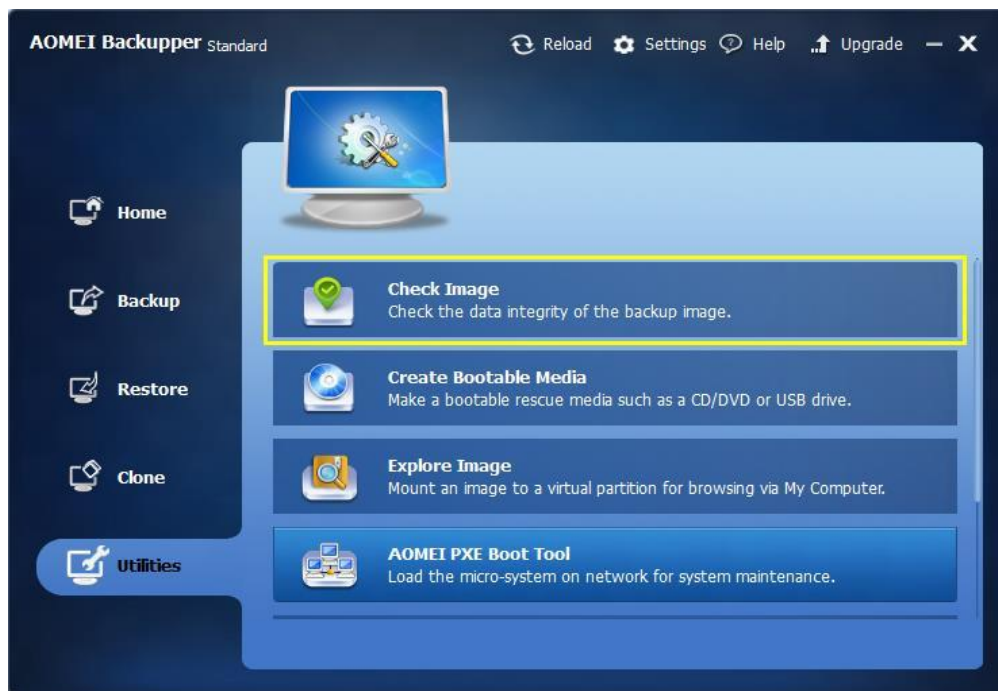 AOMEI Backupper Standard
Reload Settings Help Upgrade
Home
Backup
Restore
Clone
Utilities
Check Image
Check the data integrity of the backup image.
Create Bootable Media
Make a bootable rescue media such as a CD/DVD or USB drive.
Explore Image
Mount an image to a virtual partition for browsing via My Computer.
AOMEI PXE Boot Tool
Load the micro-system on network for system maintenance.